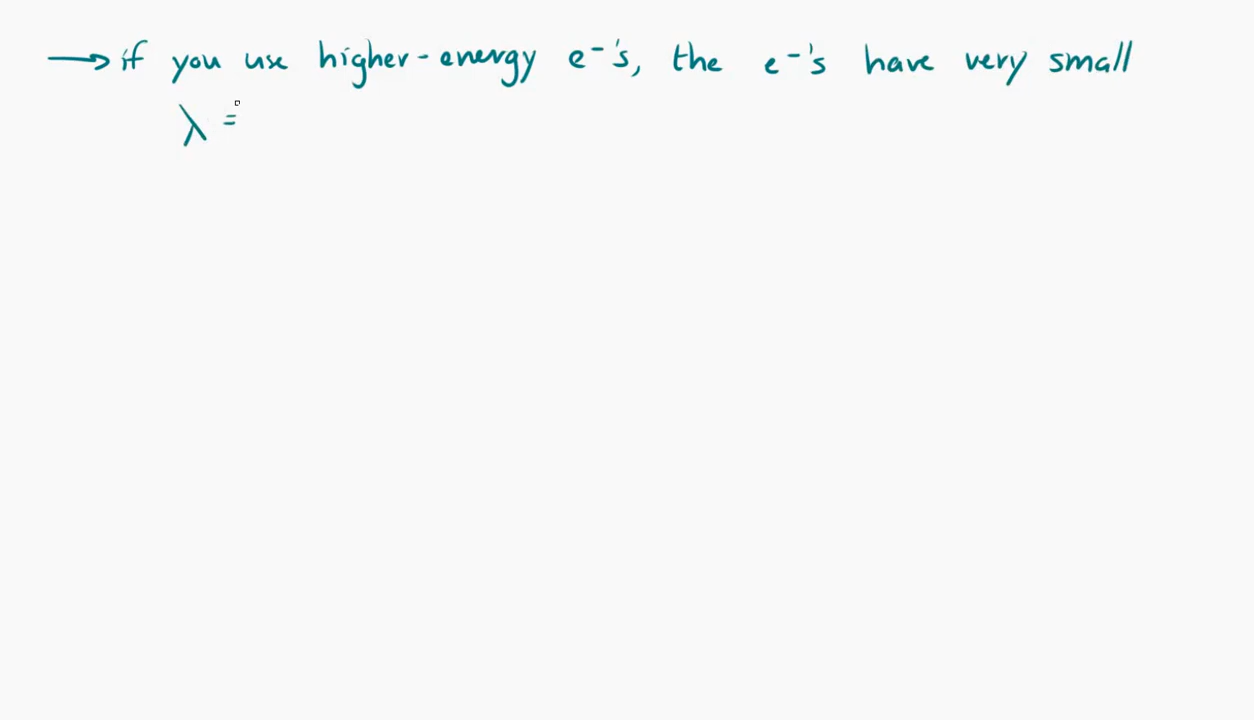 → if you use higher-energy e⁻'s, the e⁻'s have very small
λ =